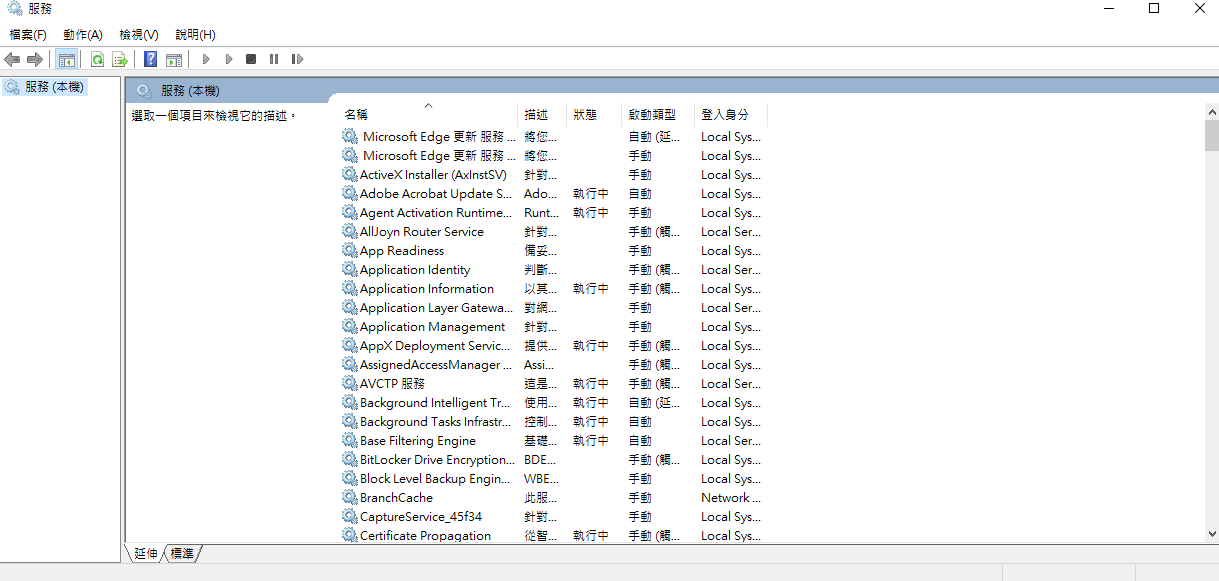 服務
檔案(F) 動作(A) 檢視(V) 說明(H)
服務 (本機)
服務 (本機)
選取一個項目來檢視它的描述。
名稱 描述 狀態 啟動類型 登入身分
Microsoft Edge 更新 服務 ... 將您... 自動 (延... Local Sys...
Microsoft Edge 更新 服務 ... 將您... 手動 Local Sys...
ActiveX Installer (AxInstSV) 針對... 手動 Local Sys...
Adobe Acrobat Update S... Ado... 執行中 自動 Local Sys...
Agent Activation Runtime... Runt... 執行中 手動 Local Sys...
AllJoyn Router Service 針對... 手動 (觸... Local Ser...
App Readiness 備妥... 手動 Local Sys...
Application Identity 判斷... 手動 (觸... Local Ser...
Application Information 以其... 執行中 手動 (觸... Local Sys...
Application Layer Gatewa... 對網... 手動 Local Ser...
Application Management 針對... 手動 Local Sys...
AppX Deployment Servic... 提供... 執行中 手動 (觸... Local Sys...
AssignedAccessManager ... Assi... 手動 (觸... Local Sys...
AVCTP 服務 這是... 執行中 手動 (觸... Local Ser...
Background Intelligent Tr... 使用... 執行中 自動 (延... Local Sys...
Background Tasks Infrastr... 控制... 執行中 自動 Local Sys...
Base Filtering Engine 基礎... 執行中 自動 Local Ser...
BitLocker Drive Encryption... BDE... 手動 (觸... Local Sys...
Block Level Backup Engin... WBE... 手動 Local Sys...
BranchCache 此服... 手動 Network ...
CaptureService_45f34 針對... 手動 Local Sys...
Certificate Propagation 從智... 執行中 手動 (觸... Local Sys...
延伸 標準